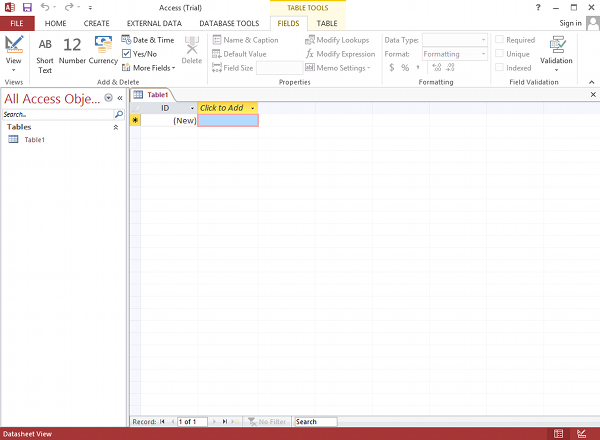 Access (Trial)
TABLE TOOLS
? 
FILE HOME CREATE EXTERNAL DATA DATABASE TOOLS FIELDS TABLE Sign in
View
Views
AB Short Text
12 Number
Currency
Date & Time
Yes/No
More Fields
Delete
Add & Delete
Name & Caption
Default Value
Field Size
Modify Lookups
Modify Expression
Memo Settings
Properties
Data Type:
Format: Formatting
$ % ,
Formatting
Required
Unique
Indexed
Validation
Field Validation
All Access Obje...
Search..
Tables
Table1
Table1
ID Click to Add
(New)
Record: 1 of 1 No Filter Search
Datasheet View